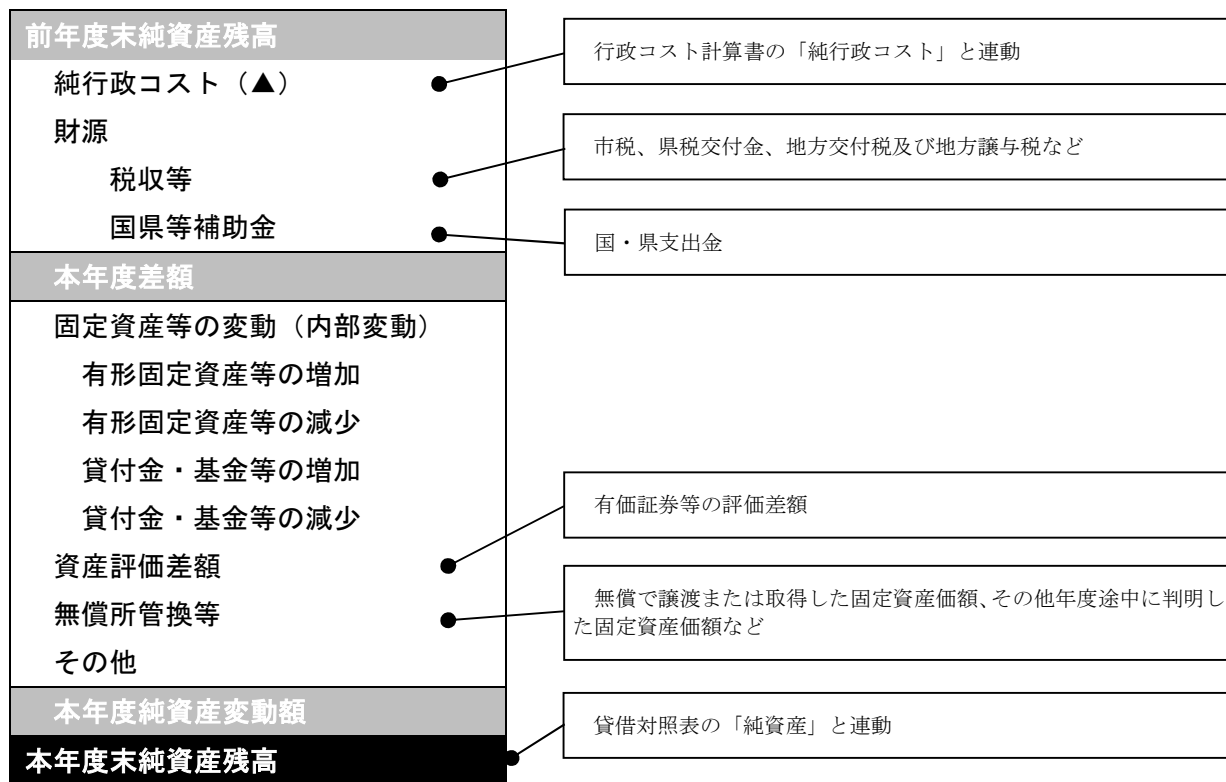 前年度末純資産残高
純行政コスト（▲）
財源
税収等
国県等補助金
本年度差額
固定資産等の変動（内部変動）
有形固定資産等の増加
有形固定資産等の減少
貸付金・基金等の増加
貸付金・基金等の減少
資産評価差額
無償所管換等
その他
本年度純資産変動額
本年度末純資産残高
行政コスト計算書の「純行政コスト」と連動
市税、県税交付金、地方交付税及び地方譲与税など
国・県支出金
有価証券等の評価差額
無償で譲渡または取得した固定資産価額、その他年度途中に判明し
た固定資産価額など
貸借対照表の「純資産」と連動